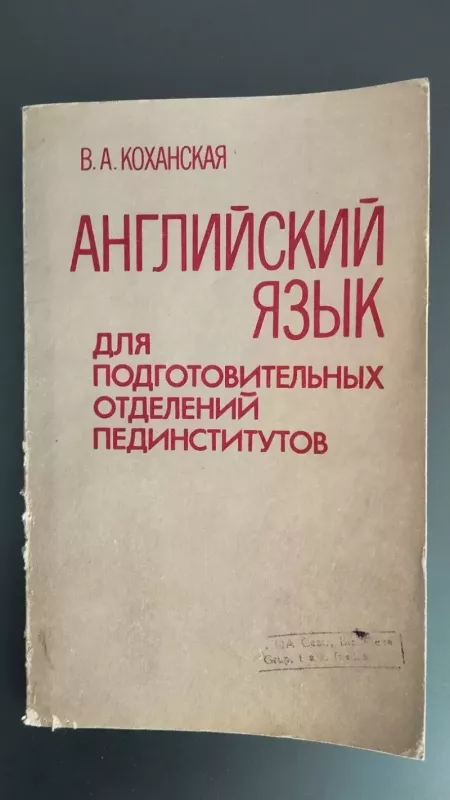 В. А. КОХАНСКАЯ
АНГЛИЙСКИЙ
ЯЗЫК
ДЛЯ
ПОДГОТОВИТЕЛЬНЫХ
ОТДЕЛЕНИЙ
ПЕДИНСТИТУТОВ